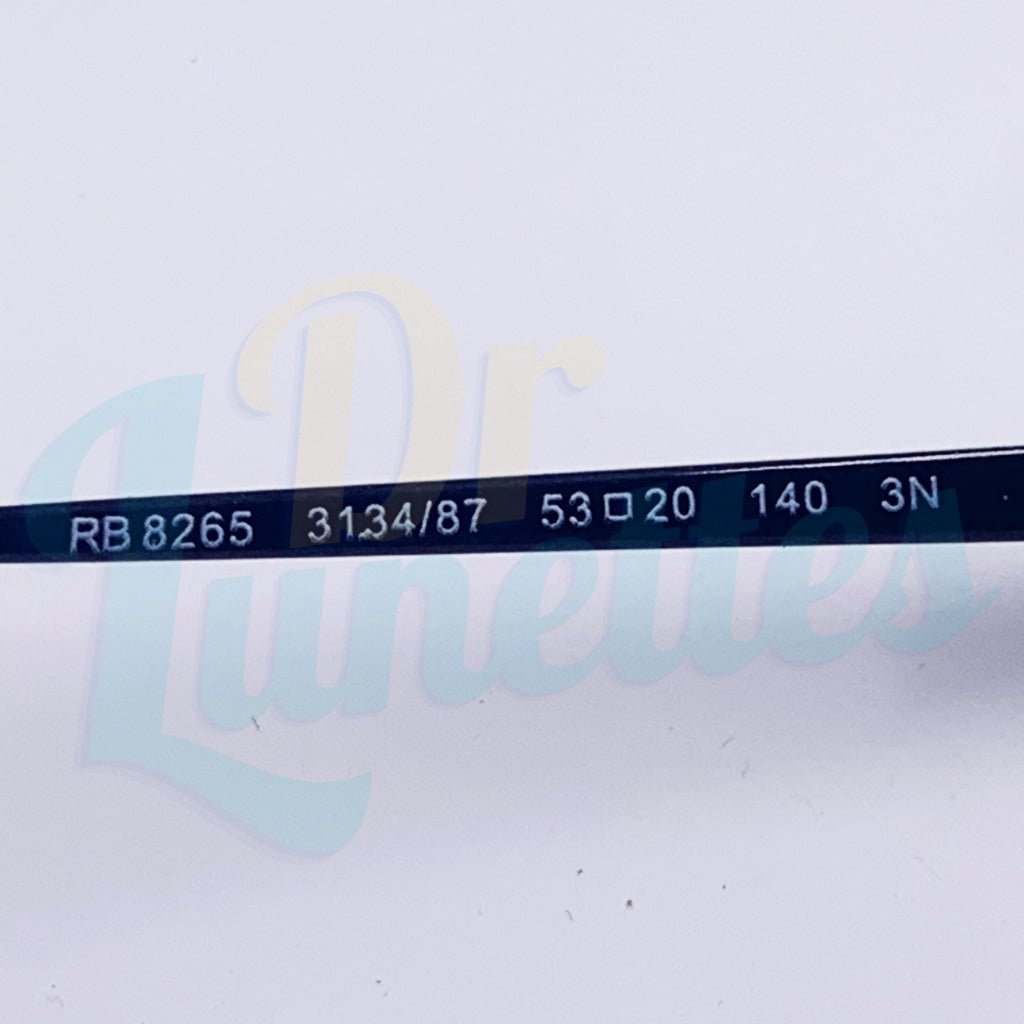 Dr
Lunettes
RB 8265 3134/87 53□20 140 3N